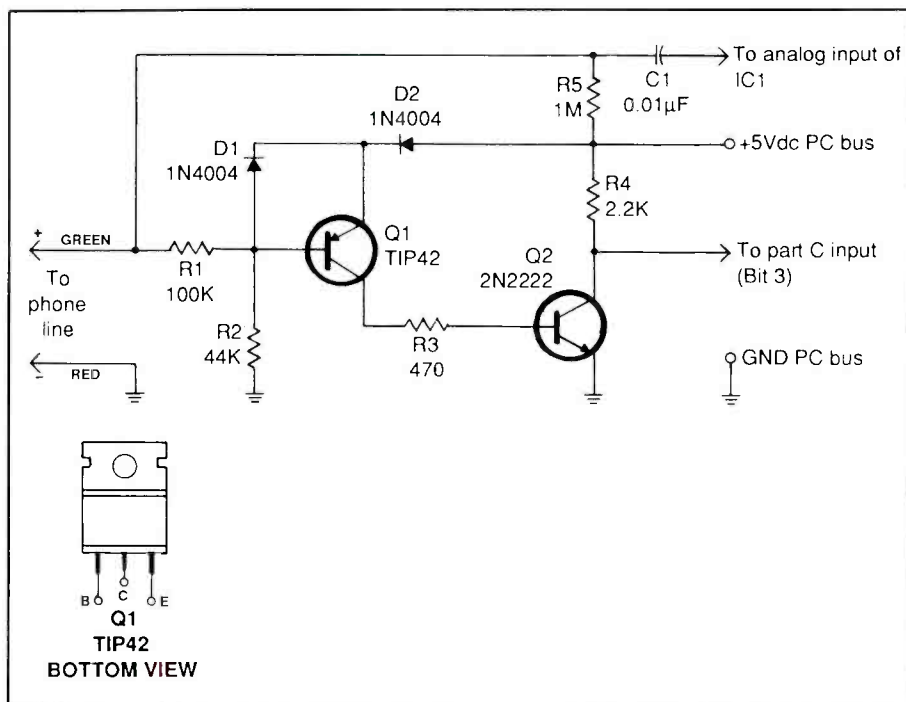 To analog input of
IC1
C1
0.01µF
R5
1M
D2
1N4004
D1
1N4004
+5Vdc PC bus
R4
2.2K
+
GREEN
R1
100K
Q1
TIP42
Q2
2N2222
To part C input
(Bit 3)
To
phone
line
R2
44K
R3
470
GND PC bus
-
RED
B
C
E
Q1
TIP42
BOTTOM VIEW